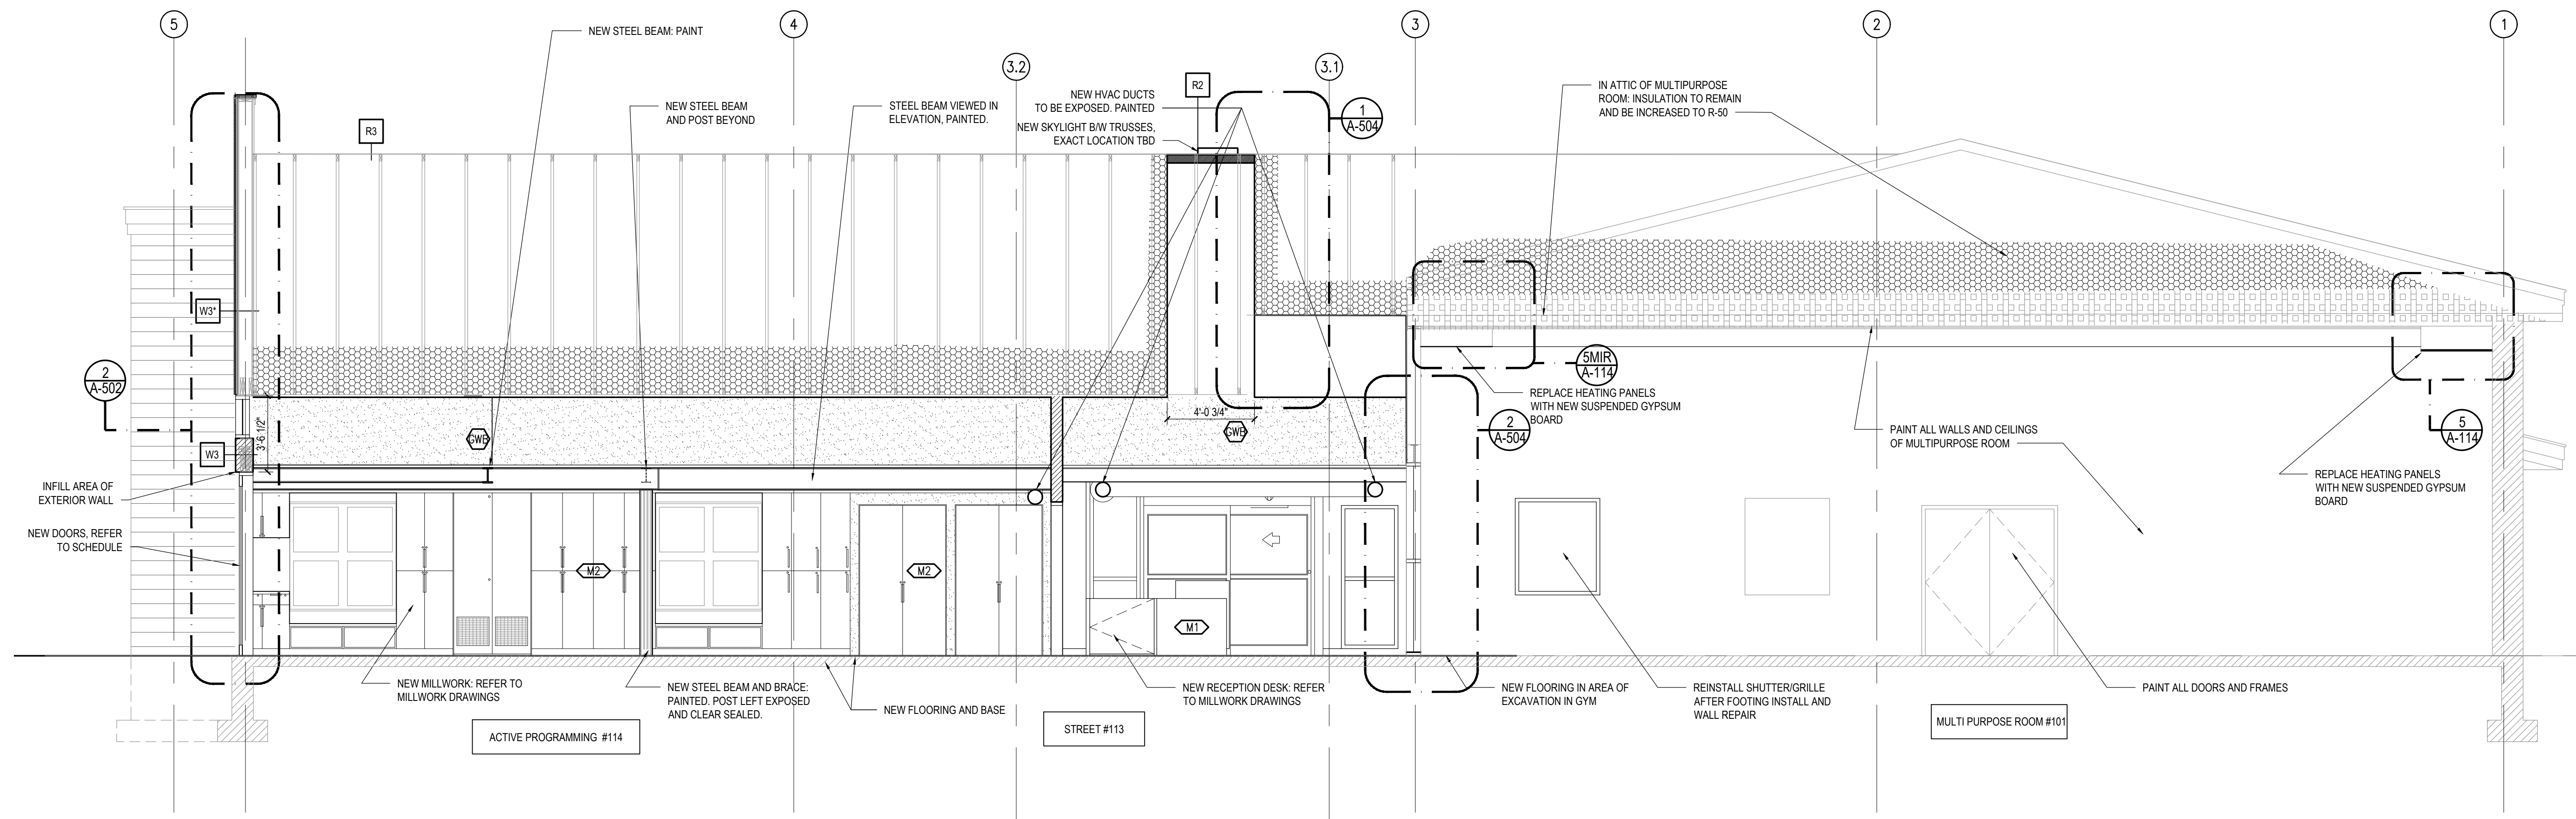 5
4
3
2
1
3.2
3.1
NEW STEEL BEAM: PAINT
NEW STEEL BEAM
AND POST BEYOND
STEEL BEAM VIEWED IN
ELEVATION, PAINTED.
NEW HVAC DUCTS
TO BE EXPOSED. PAINTED
NEW SKYLIGHT B/W TRUSSES,
EXACT LOCATION TBD
R2
1
A-504
IN ATTIC OF MULTIPURPOSE
ROOM: INSULATION TO REMAIN
AND BE INCREASED TO R-50
R3
W3*
2
A-502
W3
3'-6 1/2"
GWB
4'-0 3/4"
GWB
5MIR
A-114
REPLACE HEATING PANELS
WITH NEW SUSPENDED GYPSUM
BOARD
2
A-504
PAINT ALL WALLS AND CEILINGS
OF MULTIPURPOSE ROOM
5
A-114
REPLACE HEATING PANELS
WITH NEW SUSPENDED GYPSUM
BOARD
INFILL AREA OF
EXTERIOR WALL
NEW DOORS, REFER
TO SCHEDULE
M2
M2
M1
NEW MILLWORK: REFER TO
MILLWORK DRAWINGS
NEW STEEL BEAM AND BRACE:
PAINTED. POST LEFT EXPOSED
AND CLEAR SEALED.
NEW FLOORING AND BASE
NEW RECEPTION DESK: REFER
TO MILLWORK DRAWINGS
NEW FLOORING IN AREA OF
EXCAVATION IN GYM
REINSTALL SHUTTER/GRILLE
AFTER FOOTING INSTALL AND
WALL REPAIR
PAINT ALL DOORS AND FRAMES
ACTIVE PROGRAMMING #114
STREET #113
MULTI PURPOSE ROOM #101